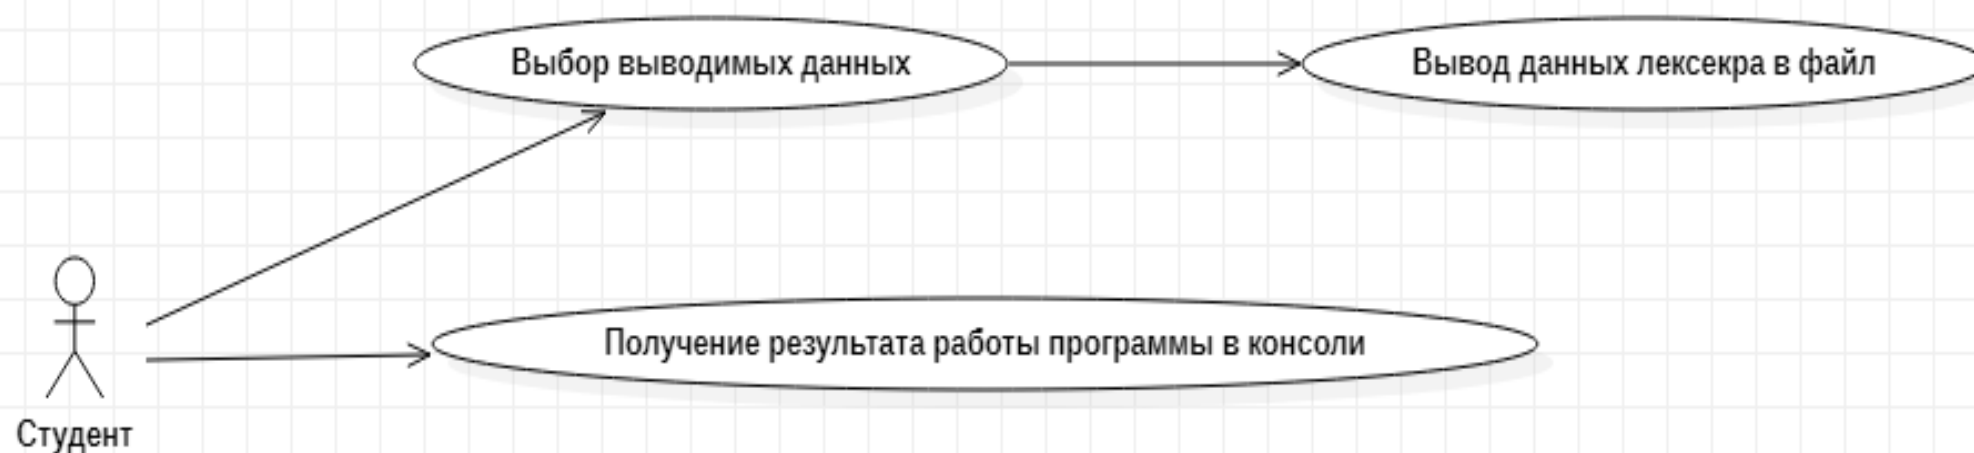 Выбор выводимых данных
Вывод данных лексекра в файл
Получение результата работы программы в консоли
Студент